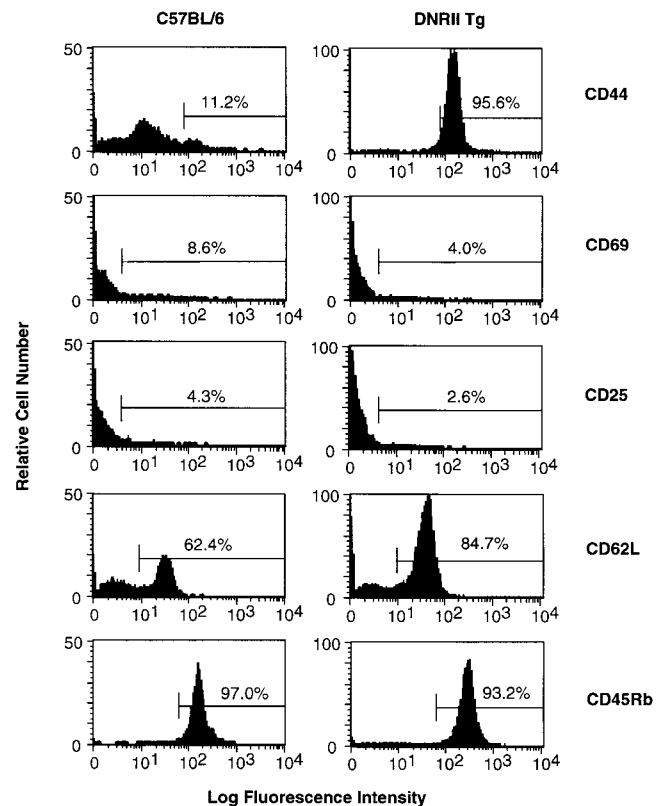 C57BL/6 DNRII Tg
50 11.2% 0 0 10¹ 10² 10³ 10⁴
100 95.6% 0 0 10¹ 10² 10³ 10⁴ CD44
50 8.6% 0 0 10¹ 10² 10³ 10⁴
100 4.0% 0 0 10¹ 10² 10³ 10⁴ CD69
50 4.3% 0 0 10¹ 10² 10³ 10⁴
100 2.6% 0 0 10¹ 10² 10³ 10⁴ CD25
50 62.4% 0 0 10¹ 10² 10³ 10⁴
100 84.7% 0 0 10¹ 10² 10³ 10⁴ CD62L
50 97.0% 0 0 10¹ 10² 10³ 10⁴
100 93.2% 0 0 10¹ 10² 10³ 10⁴ CD45Rb
Relative Cell Number
Log Fluorescence Intensity